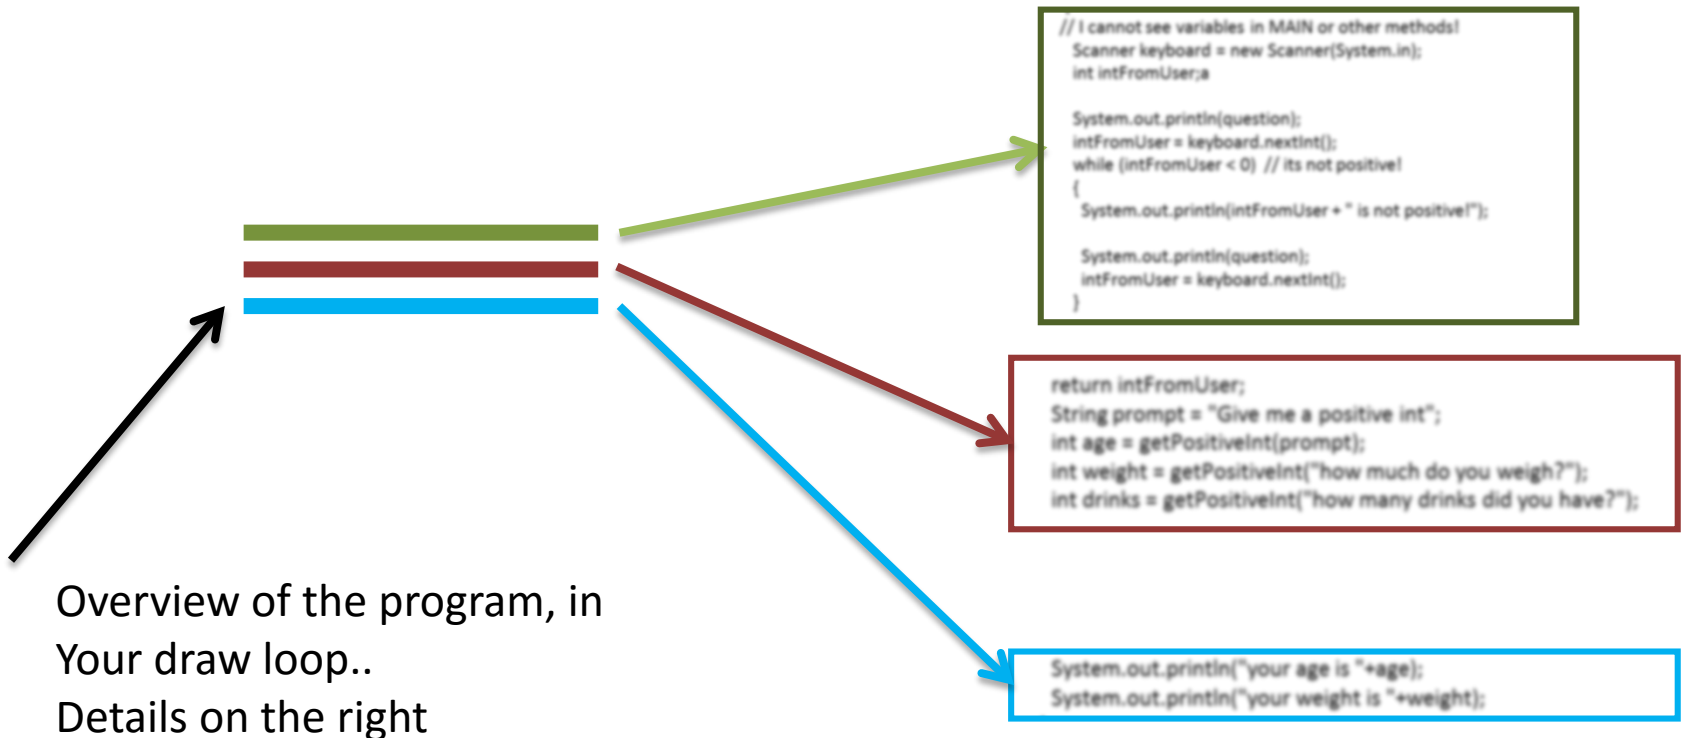 // I cannot see variables in MAIN or other methods!
Scanner keyboard = new Scanner(System.in);
int intFromUser;a
System.out.println(question);
intFromUser = keyboard.nextInt();
while (intFromUser < 0) // its not positive!
{
System.out.println(intFromUser + " is not positive!");
System.out.println(question);
intFromUser = keyboard.nextInt();
}
return intFromUser;
String prompt = "Give me a positive int";
int age = getPositiveInt(prompt);
int weight = getPositiveInt("how much do you weigh?");
int drinks = getPositiveInt("how many drinks did you have?");
Overview of the program, in
Your draw loop..
Details on the right
System.out.println("your age is "+age);
System.out.println("your weight is "+weight);